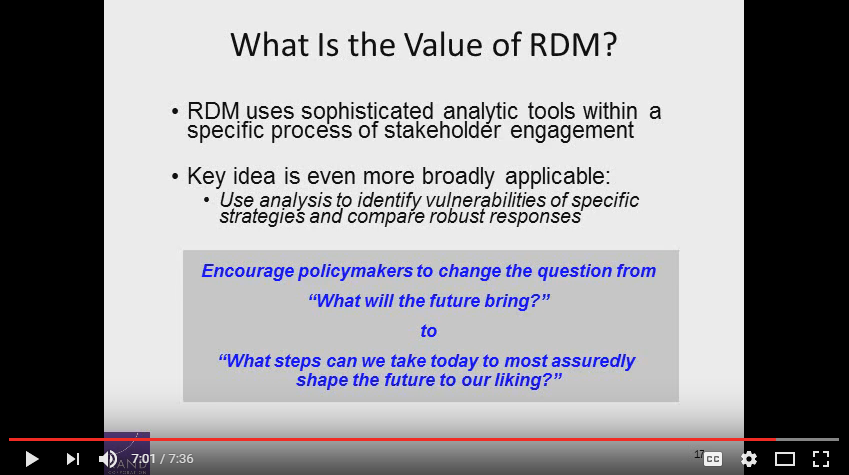 What Is the Value of RDM?
• RDM uses sophisticated analytic tools within a
specific process of stakeholder engagement
• Key idea is even more broadly applicable:
• Use analysis to identify vulnerabilities of specific
strategies and compare robust responses
Encourage policymakers to change the question from
“What will the future bring?”
to
“What steps can we take today to most assuredly
shape the future to our liking?”
17
7:01 / 7:36
CC